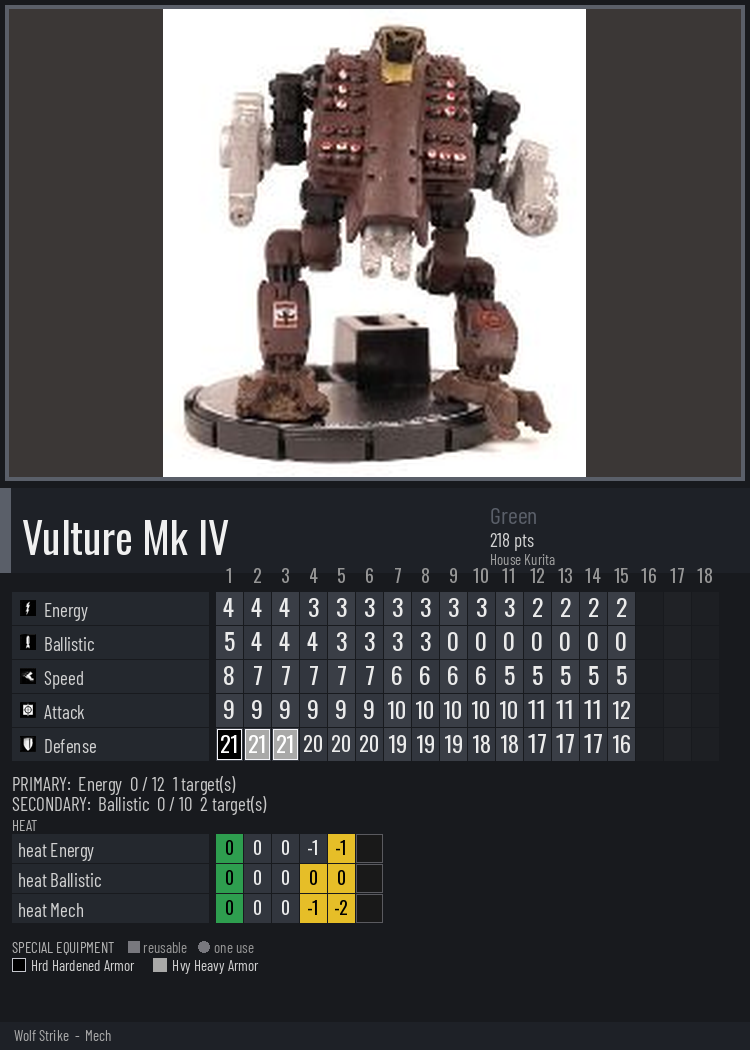 Vulture Mk IV
Green
218 pts
House Kurita
1 2 3 4 5 6 7 8 9 10 11 12 13 14 15 16 17 18
Energy 4 4 4 3 3 3 3 3 3 3 3 2 2 2 2
Ballistic 5 4 4 4 3 3 3 3 0 0 0 0 0 0 0
Speed 8 7 7 7 7 7 6 6 6 6 5 5 5 5 5
Attack 9 9 9 9 9 9 10 10 10 10 10 11 11 11 12
Defense 21 21 21 20 20 20 19 19 19 18 18 17 17 17 16
PRIMARY: Energy 0 / 12 1 target(s)
SECONDARY: Ballistic 0 / 10 2 target(s)
HEAT
heat Energy 0 0 0 -1 -1
heat Ballistic 0 0 0 0 0
heat Mech 0 0 0 -1 -2
SPECIAL EQUIPMENT reusable one use
Hrd Hardened Armor Hvy Heavy Armor
Wolf Strike - Mech